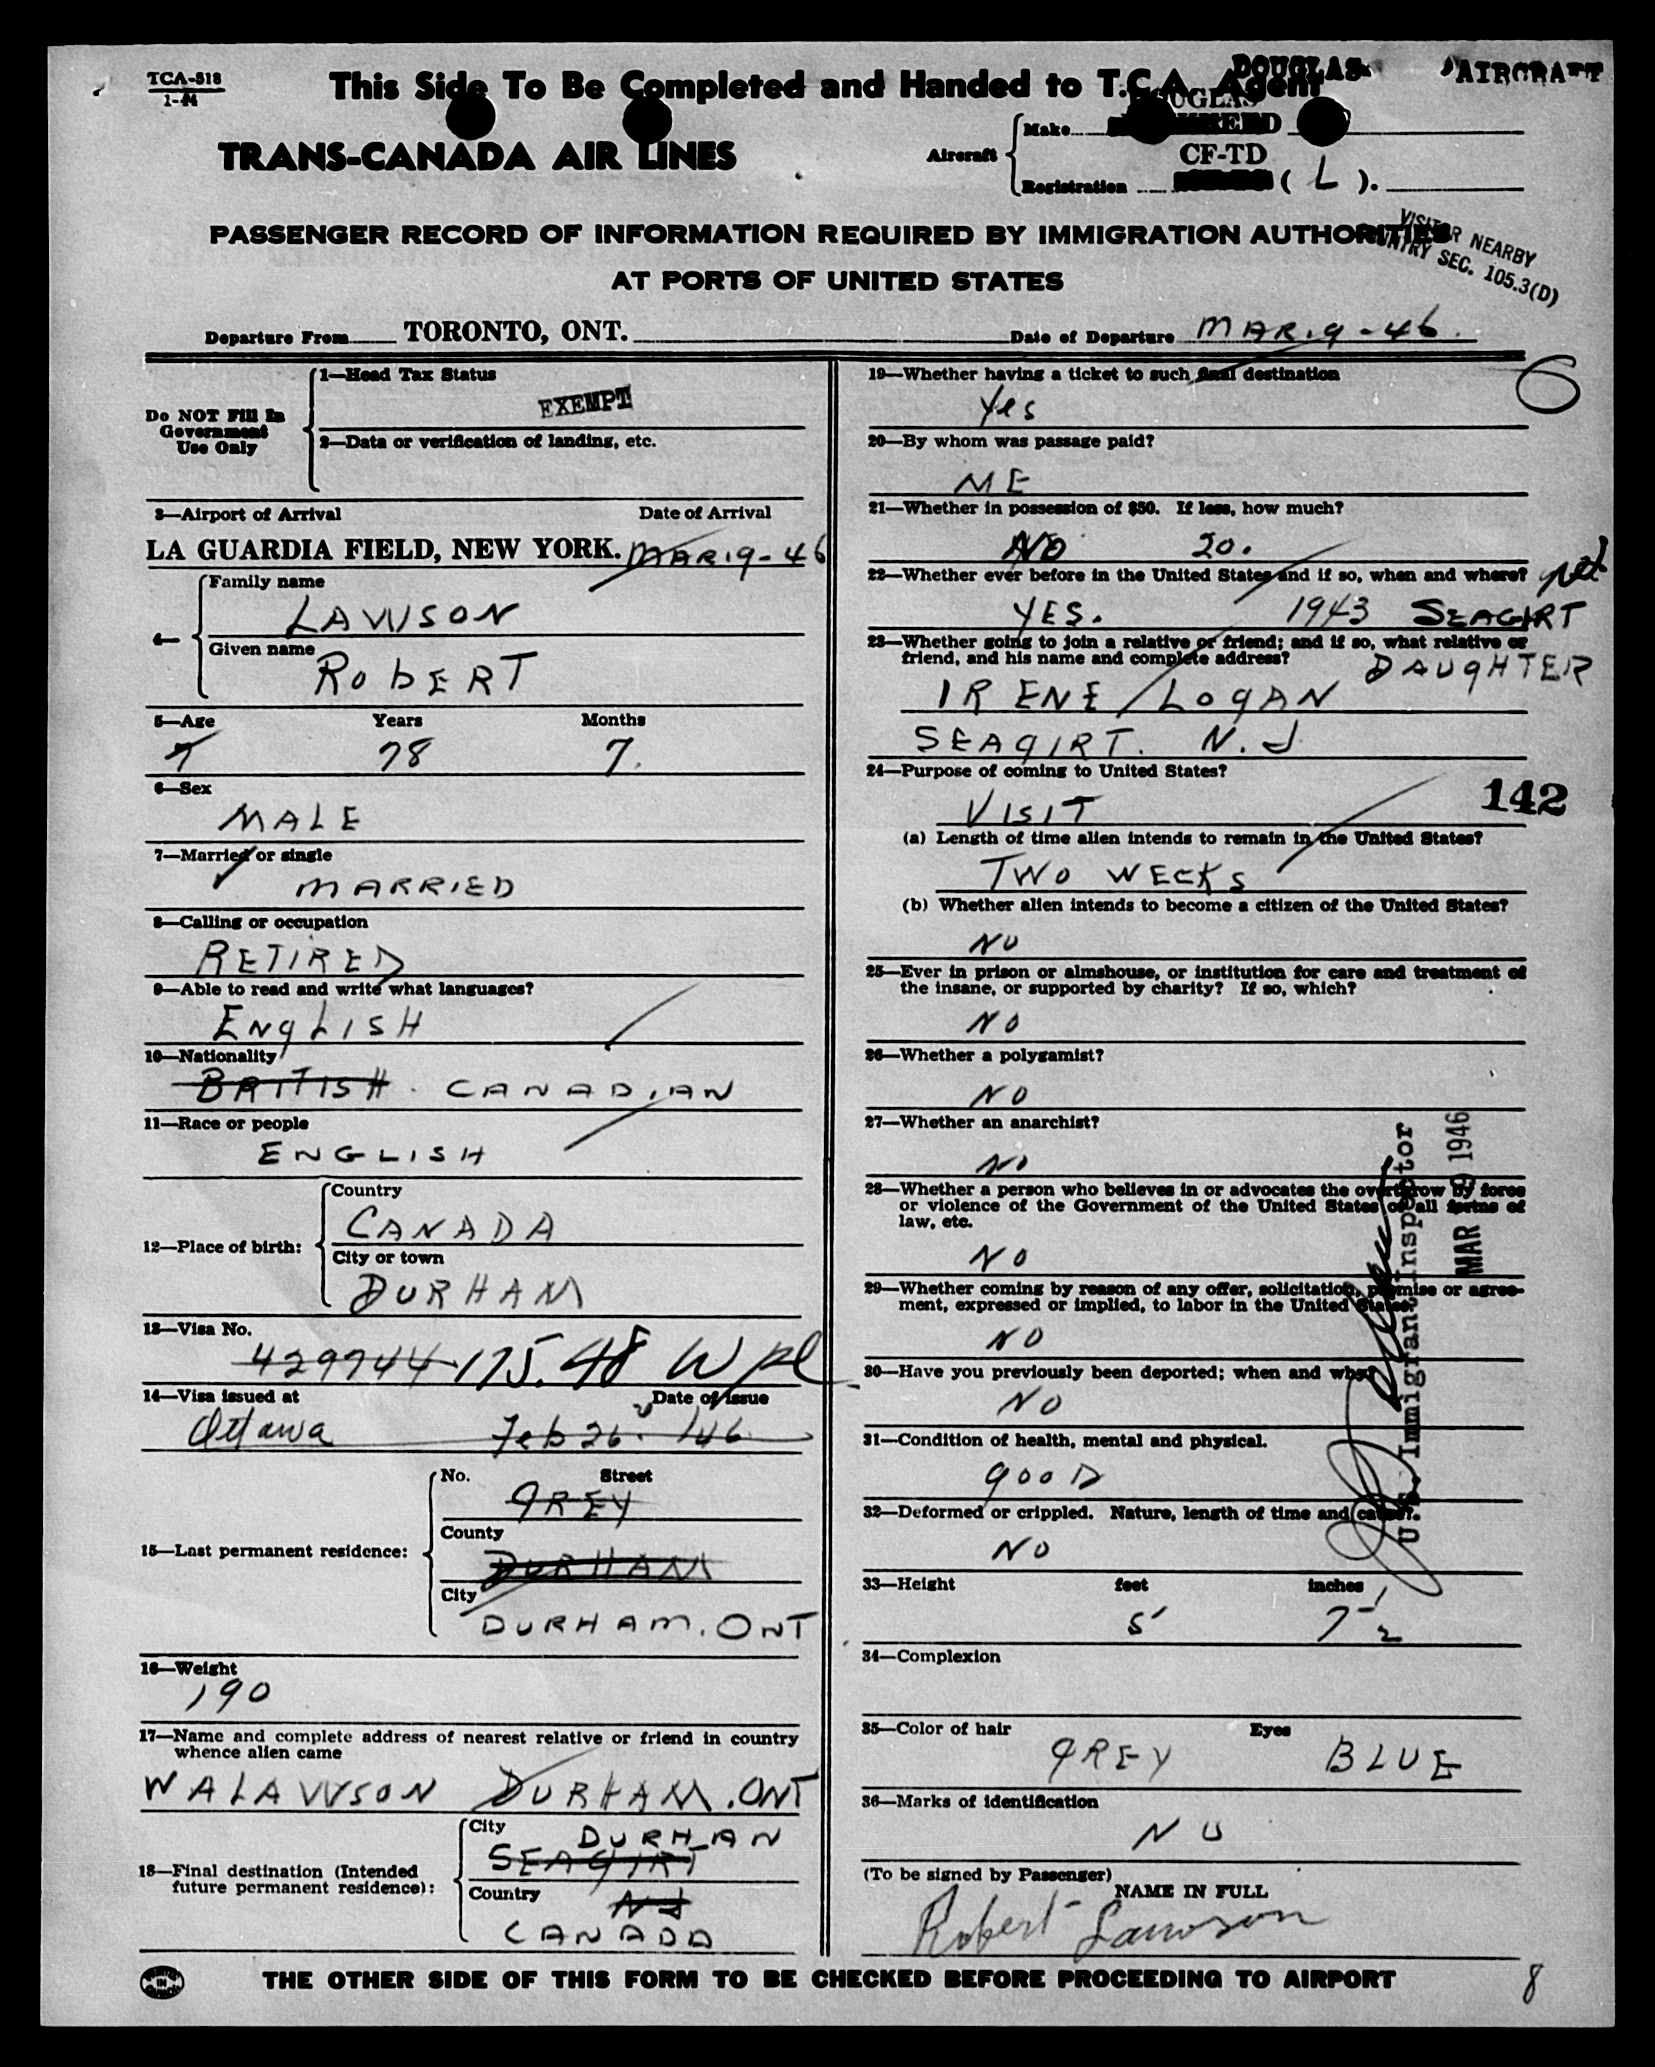 TCA-518
1-44
This Side To Be Completed and Handed to T.C.A. Agent
DOUGLAS AIRCRAFT
TRANS-CANADA AIR LINES
DOUGLAS
Aircraft
Make
CF-TD
Registration ( L ).
PASSENGER RECORD OF INFORMATION REQUIRED BY IMMIGRATION AUTHORITIES
AT PORTS OF UNITED STATES
VISITOR NEARBY
COUNTRY SEC. 105.3(D)
Departure From TORONTO, ONT. Date of Departure MAR. 9 - 46.
Do NOT Fill In
Government
Use Only
1—Head Tax Status
EXEMPT
2—Data or verification of landing, etc.
3—Airport of Arrival Date of Arrival
LA GUARDIA FIELD, NEW YORK. MAR. 9 - 46
4—
Family name
LAWSON
Given name
ROBERT
5—Age Years Months
7 78 7.
6—Sex
MALE
7—Married or single
MARRIED
8—Calling or occupation
RETIRED
9—Able to read and write what languages?
ENGLISH
10—Nationality
BRITISH. CANADIAN
11—Race or people
ENGLISH
12—Place of birth:
Country
CANADA
City or town
DURHAM
13—Visa No.
429744 175.48
14—Visa issued at Date of Issue
Ottawa Feb 26. 46
15—Last permanent residence:
No. Street
GREY
County
DURHAM
City
DURHAM. ONT
16—Weight
190
17—Name and complete address of nearest relative or friend in country
whence alien came
W A LAWSON DURHAM. ONT
18—Final destination (Intended
future permanent residence):
City
DURHAN
SEAGIRT
Country
NJ
CANADA
19—Whether having a ticket to such final destination
Yes
6
20—By whom was passage paid?
ME
21—Whether in possession of $50. If less, how much?
NO 20.
22—Whether ever before in the United States and if so, when and where?
YES. 1943 SEAGIRT
23—Whether going to join a relative or friend; and if so, what relative or
friend, and his name and complete address?
DAUGHTER
IRENE LOGAN
SEAGIRT. N. J
24—Purpose of coming to United States?
VISIT
142
(a) Length of time alien intends to remain in the United States?
TWO WEEKS
(b) Whether alien intends to become a citizen of the United States?
NO
25—Ever in prison or almshouse, or institution for care and treatment of
the insane, or supported by charity? If so, which?
NO
26—Whether a polygamist?
NO
27—Whether an anarchist?
NO
28—Whether a person who believes in or advocates the overthrow by force
or violence of the Government of the United States or all forms of
law, etc.
NO
29—Whether coming by reason of any offer, solicitation, promise or agree-
ment, expressed or implied, to labor in the United States?
NO
30—Have you previously been deported; when and why?
NO
31—Condition of health, mental and physical.
GOOD
32—Deformed or crippled. Nature, length of time and cause?.
NO
33—Height feet inches
5' 7 1/2
34—Complexion
35—Color of hair Eyes
GREY BLUE
36—Marks of identification
NO
U.S. Immigrant Inspector
MAR 9 1946
(To be signed by Passenger)
NAME IN FULL
Robert Lawson
THE OTHER SIDE OF THIS FORM TO BE CHECKED BEFORE PROCEEDING TO AIRPORT
8